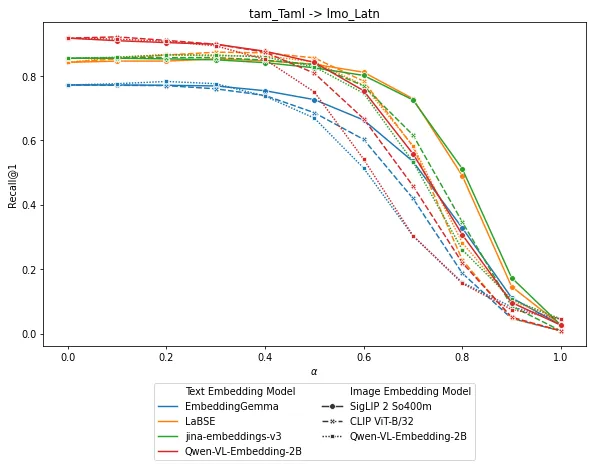 tam_Taml -> lmo_Latn
Recall@1
0.8
0.6
0.4
0.2
0.0
0.0 0.2 0.4 0.6 0.8 1.0
α
Text Embedding Model Image Embedding Model
EmbeddingGemma SigLIP 2 So400m
LaBSE CLIP ViT-B/32
jina-embeddings-v3 Qwen-VL-Embedding-2B
Qwen-VL-Embedding-2B